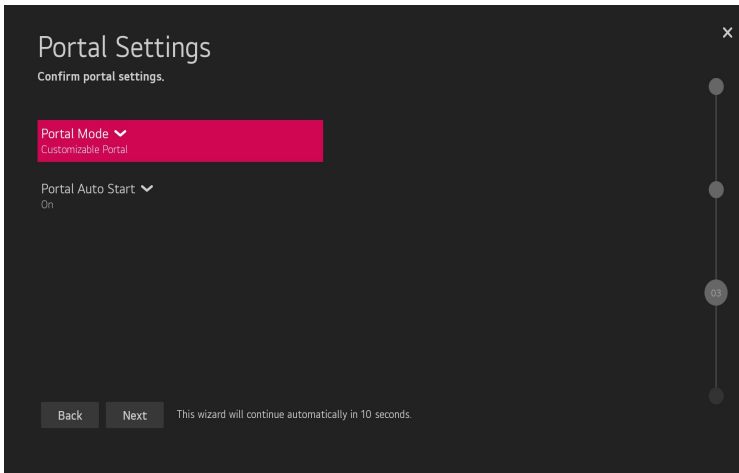 Portal Settings
Confirm portal settings.
Portal Mode
Customizable Portal
Portal Auto Start
On
03
Back Next This wizard will continue automatically in 10 seconds.